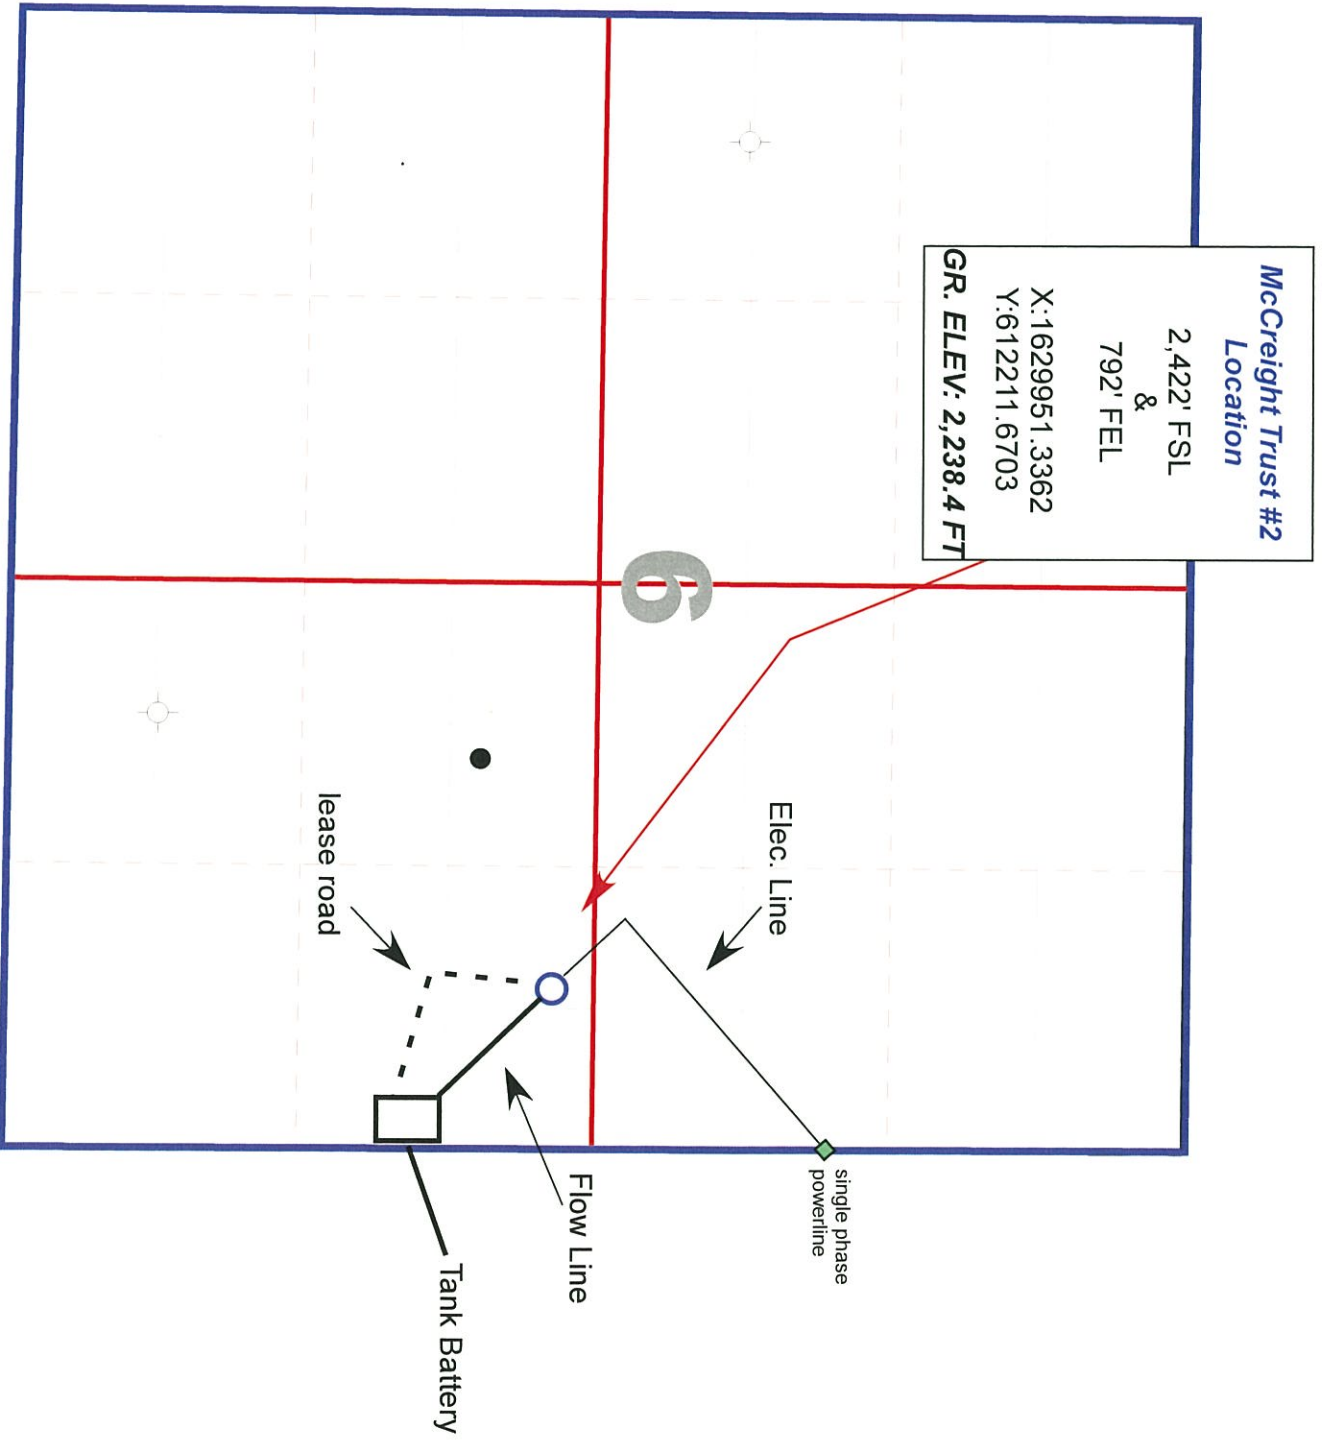 McCreight Trust #2
Location
2,422' FSL
&
792' FEL
X:1629951.3362
Y:612211.6703
GR. ELEV: 2,238.4 FT
6
Elec. Line
single phase
powerline
Flow Line
lease road
Tank Battery